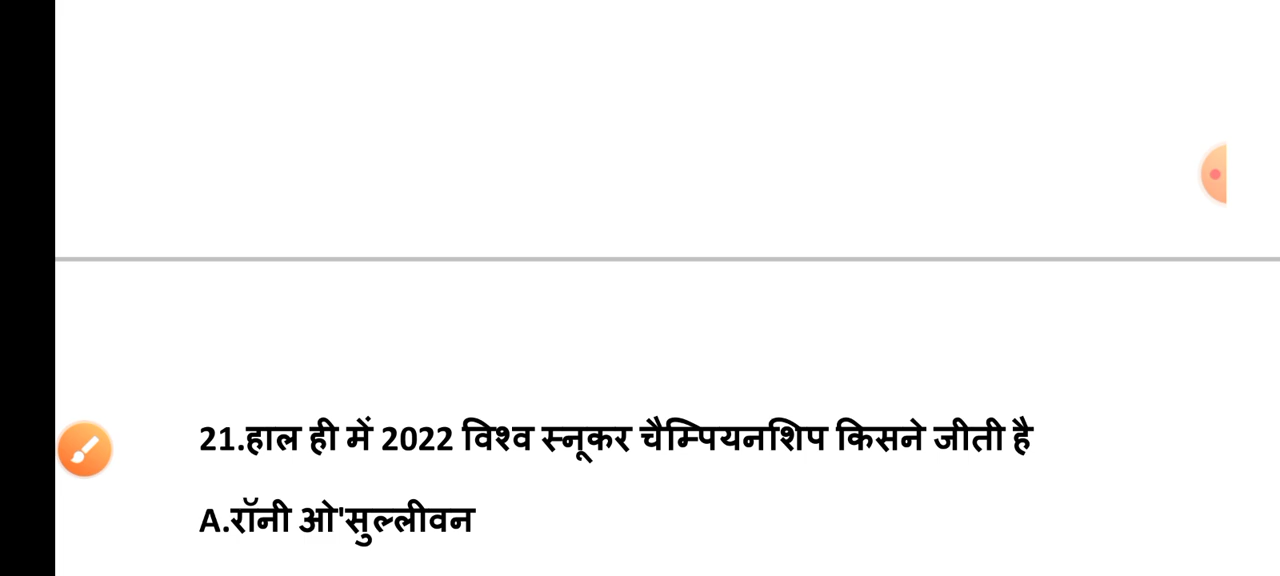 21.हाल ही में 2022 विश्व स्नूकर चैम्पियनशिप किसने जीती है
A.रॉनी ओ'सुल्लीवन